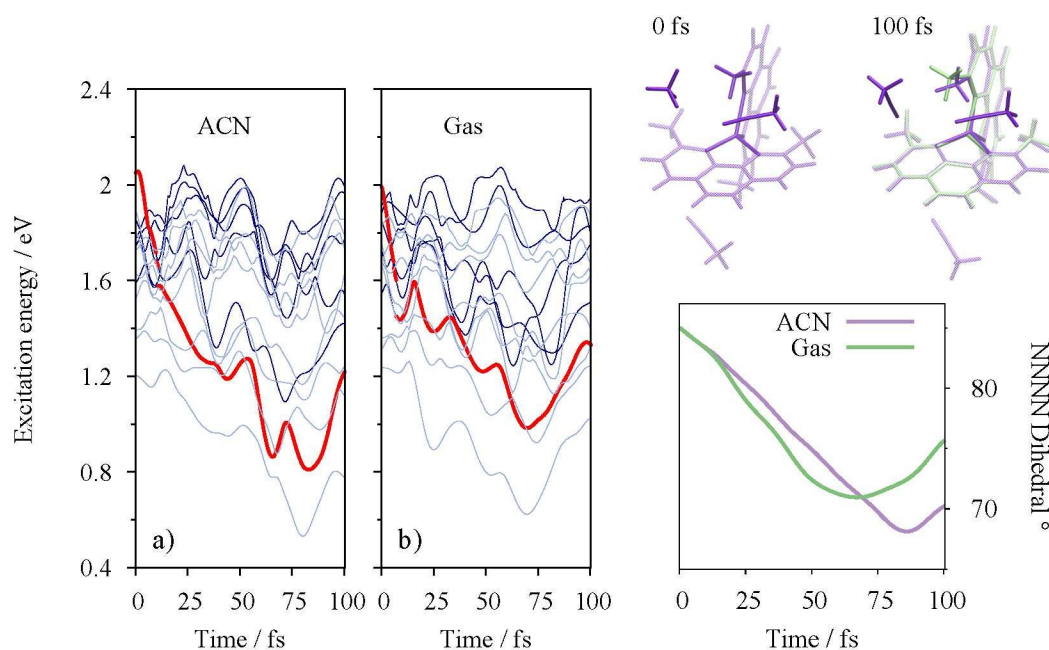 0 fs
100 fs
Excitation energy / eV
2.4
2
1.6
1.2
0.8
0.4
ACN
a)
0
25
50
75
100
Time / fs
Gas
b)
0
25
50
75
100
Time / fs
ACN
Gas
80
70
NNNN Dihedral °
0
25
50
75
100
Time / fs